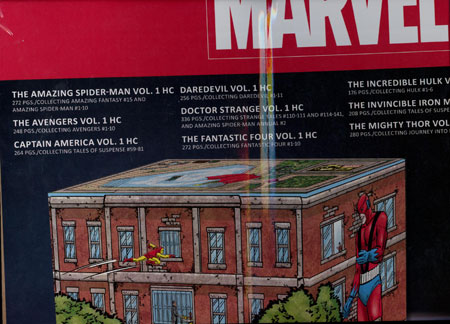 MARVEL
THE AMAZING SPIDER-MAN VOL. 1 HC
272 PGS./COLLECTING AMAZING FANTASY #15 AND
AMAZING SPIDER-MAN #1-10
THE AVENGERS VOL. 1 HC
248 PGS./COLLECTING AVENGERS #1-10
CAPTAIN AMERICA VOL. 1 HC
264 PGS./COLLECTING TALES OF SUSPENSE #59-81
DAREDEVIL VOL. 1 HC
256 PGS./COLLECTING DAREDEVIL #1-11
DOCTOR STRANGE VOL. 1 HC
336 PGS./COLLECTING STRANGE TALES #110-111 AND #114-141,
AND AMAZING SPIDER-MAN ANNUAL #2
THE FANTASTIC FOUR VOL. 1 HC
272 PGS./COLLECTING FANTASTIC FOUR #1-10
THE INCREDIBLE HULK V
176 PGS./COLLECTING HULK #1-6
THE INVINCIBLE IRON M
208 PGS./COLLECTING TALES OF SUSPENS
THE MIGHTY THOR VOL
280 PGS./COLLECTING JOURNEY INTO